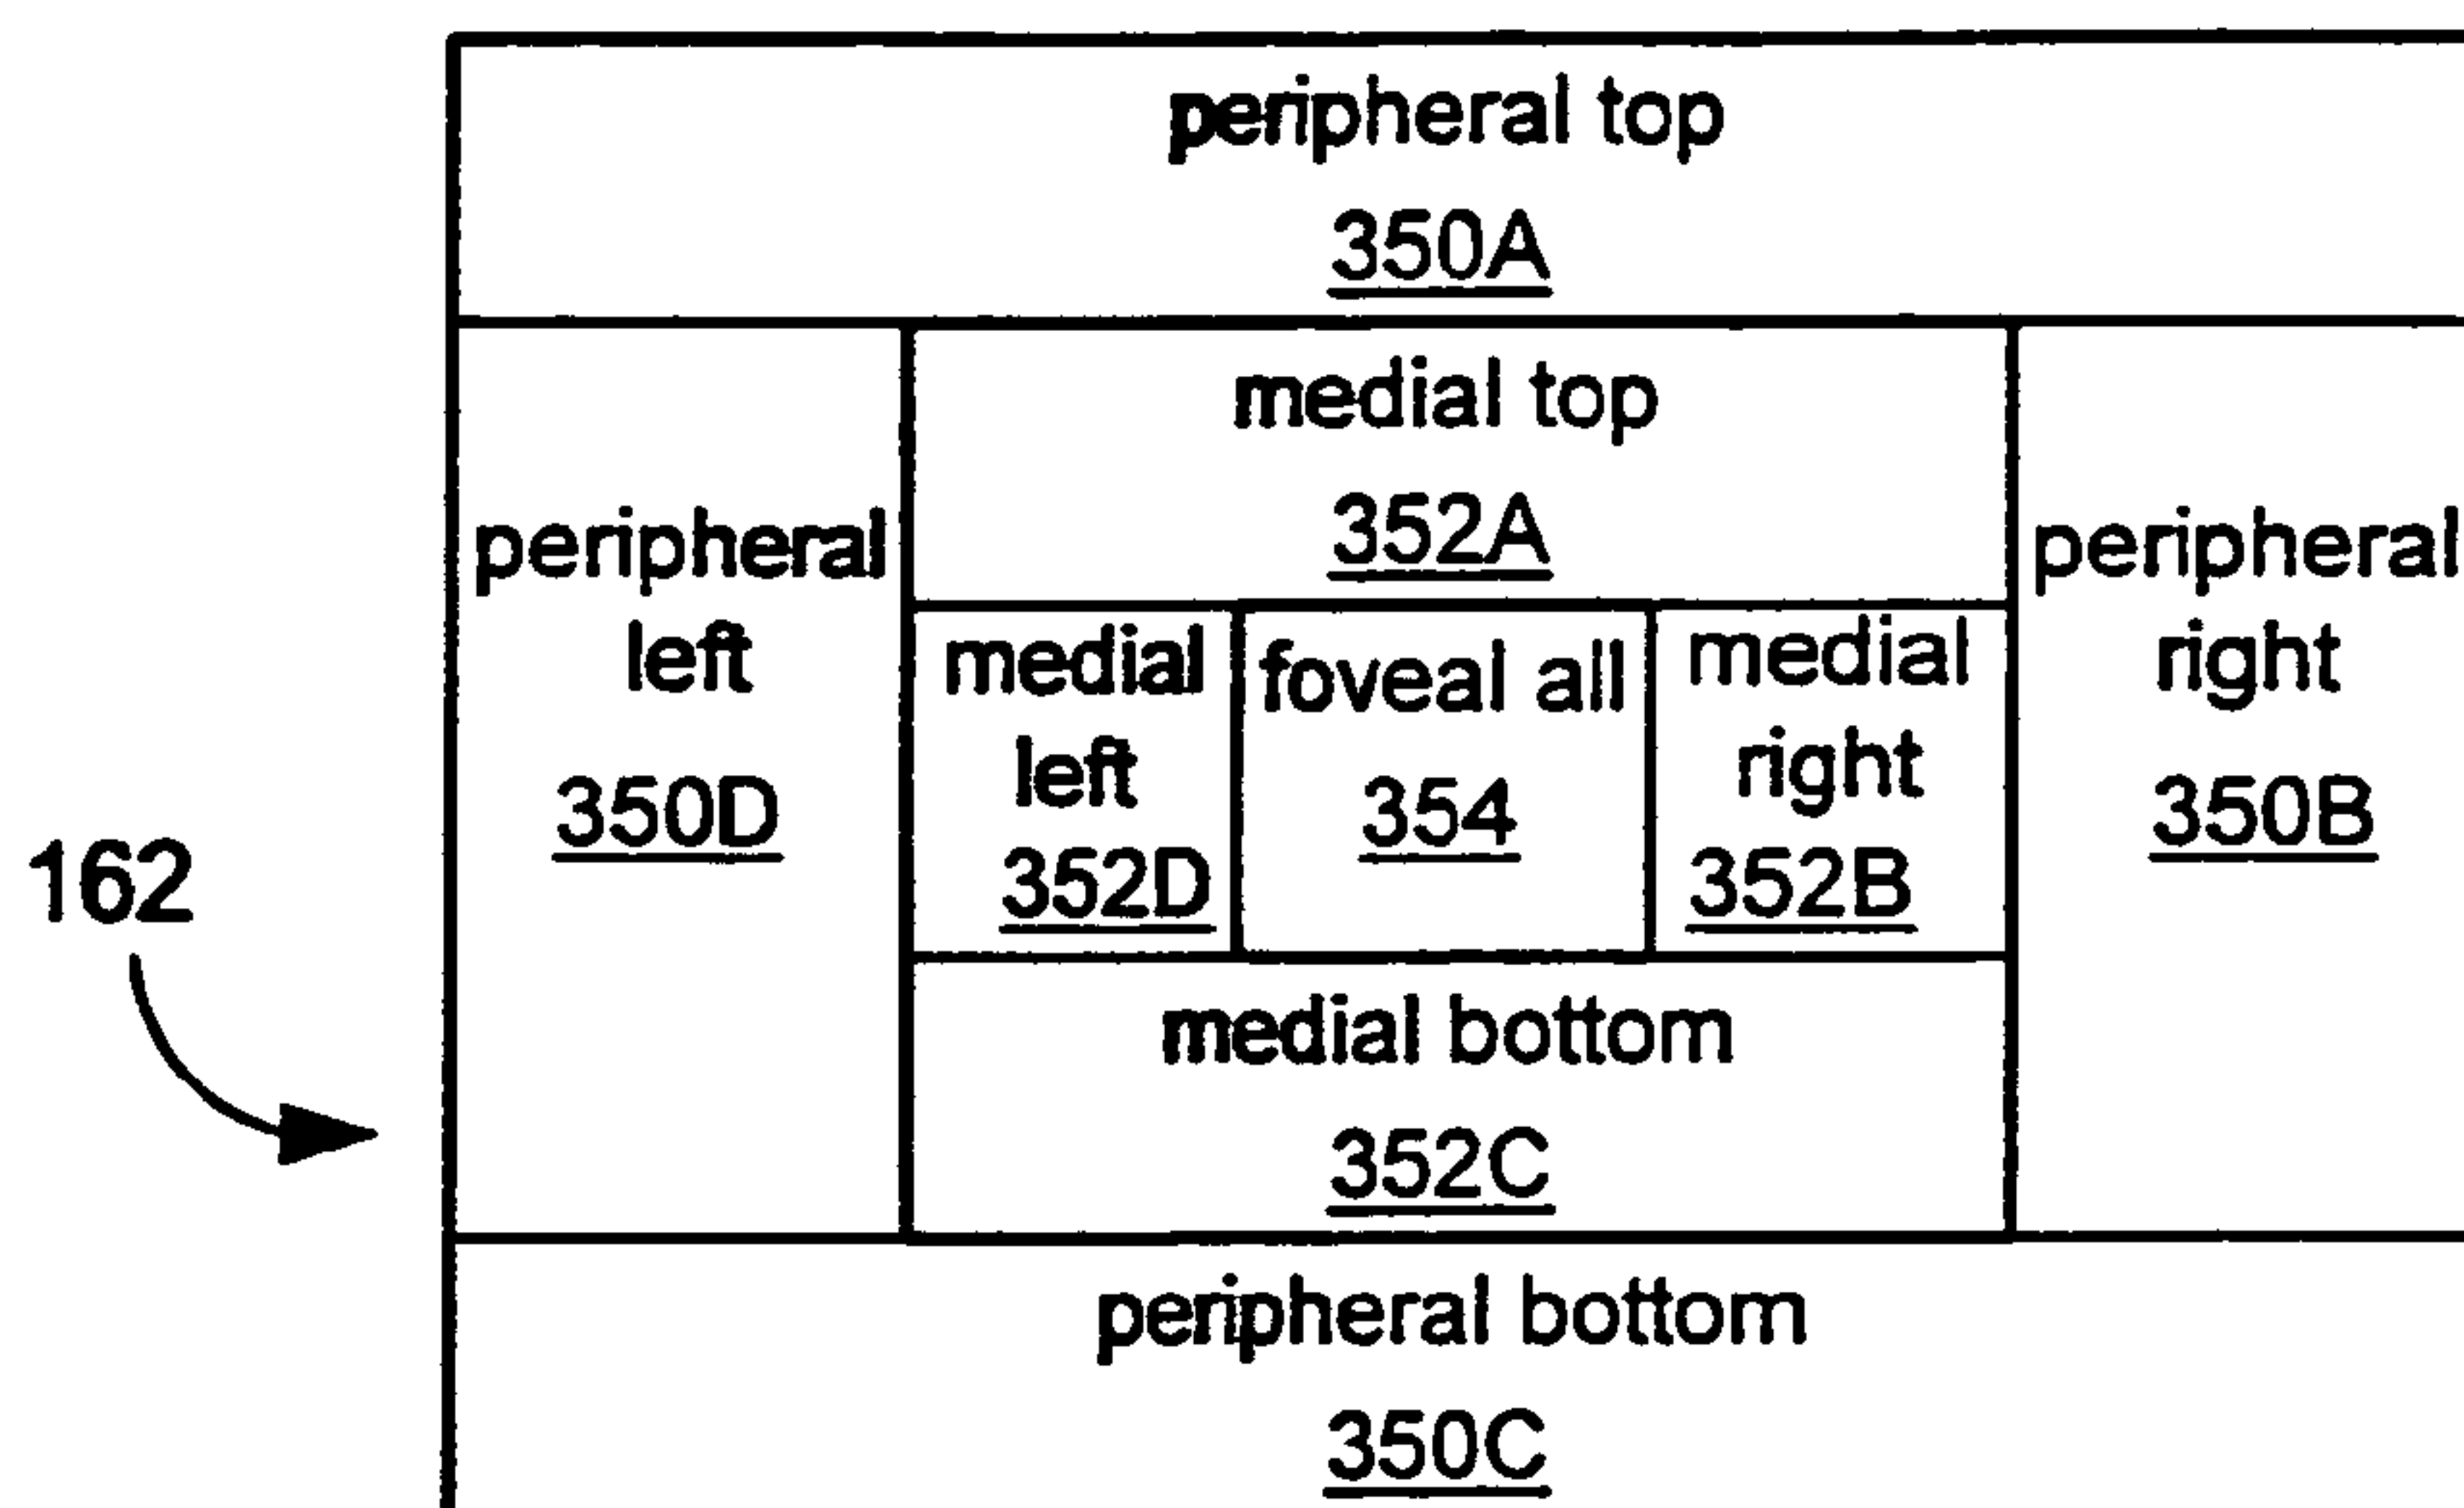 peripheral top
350A
medial top
352A
peripheral
left
350D
medial
left
352D
foveal all
354
medial
right
352B
peripheral
right
350B
162
medial bottom
352C
peripheral bottom
350C